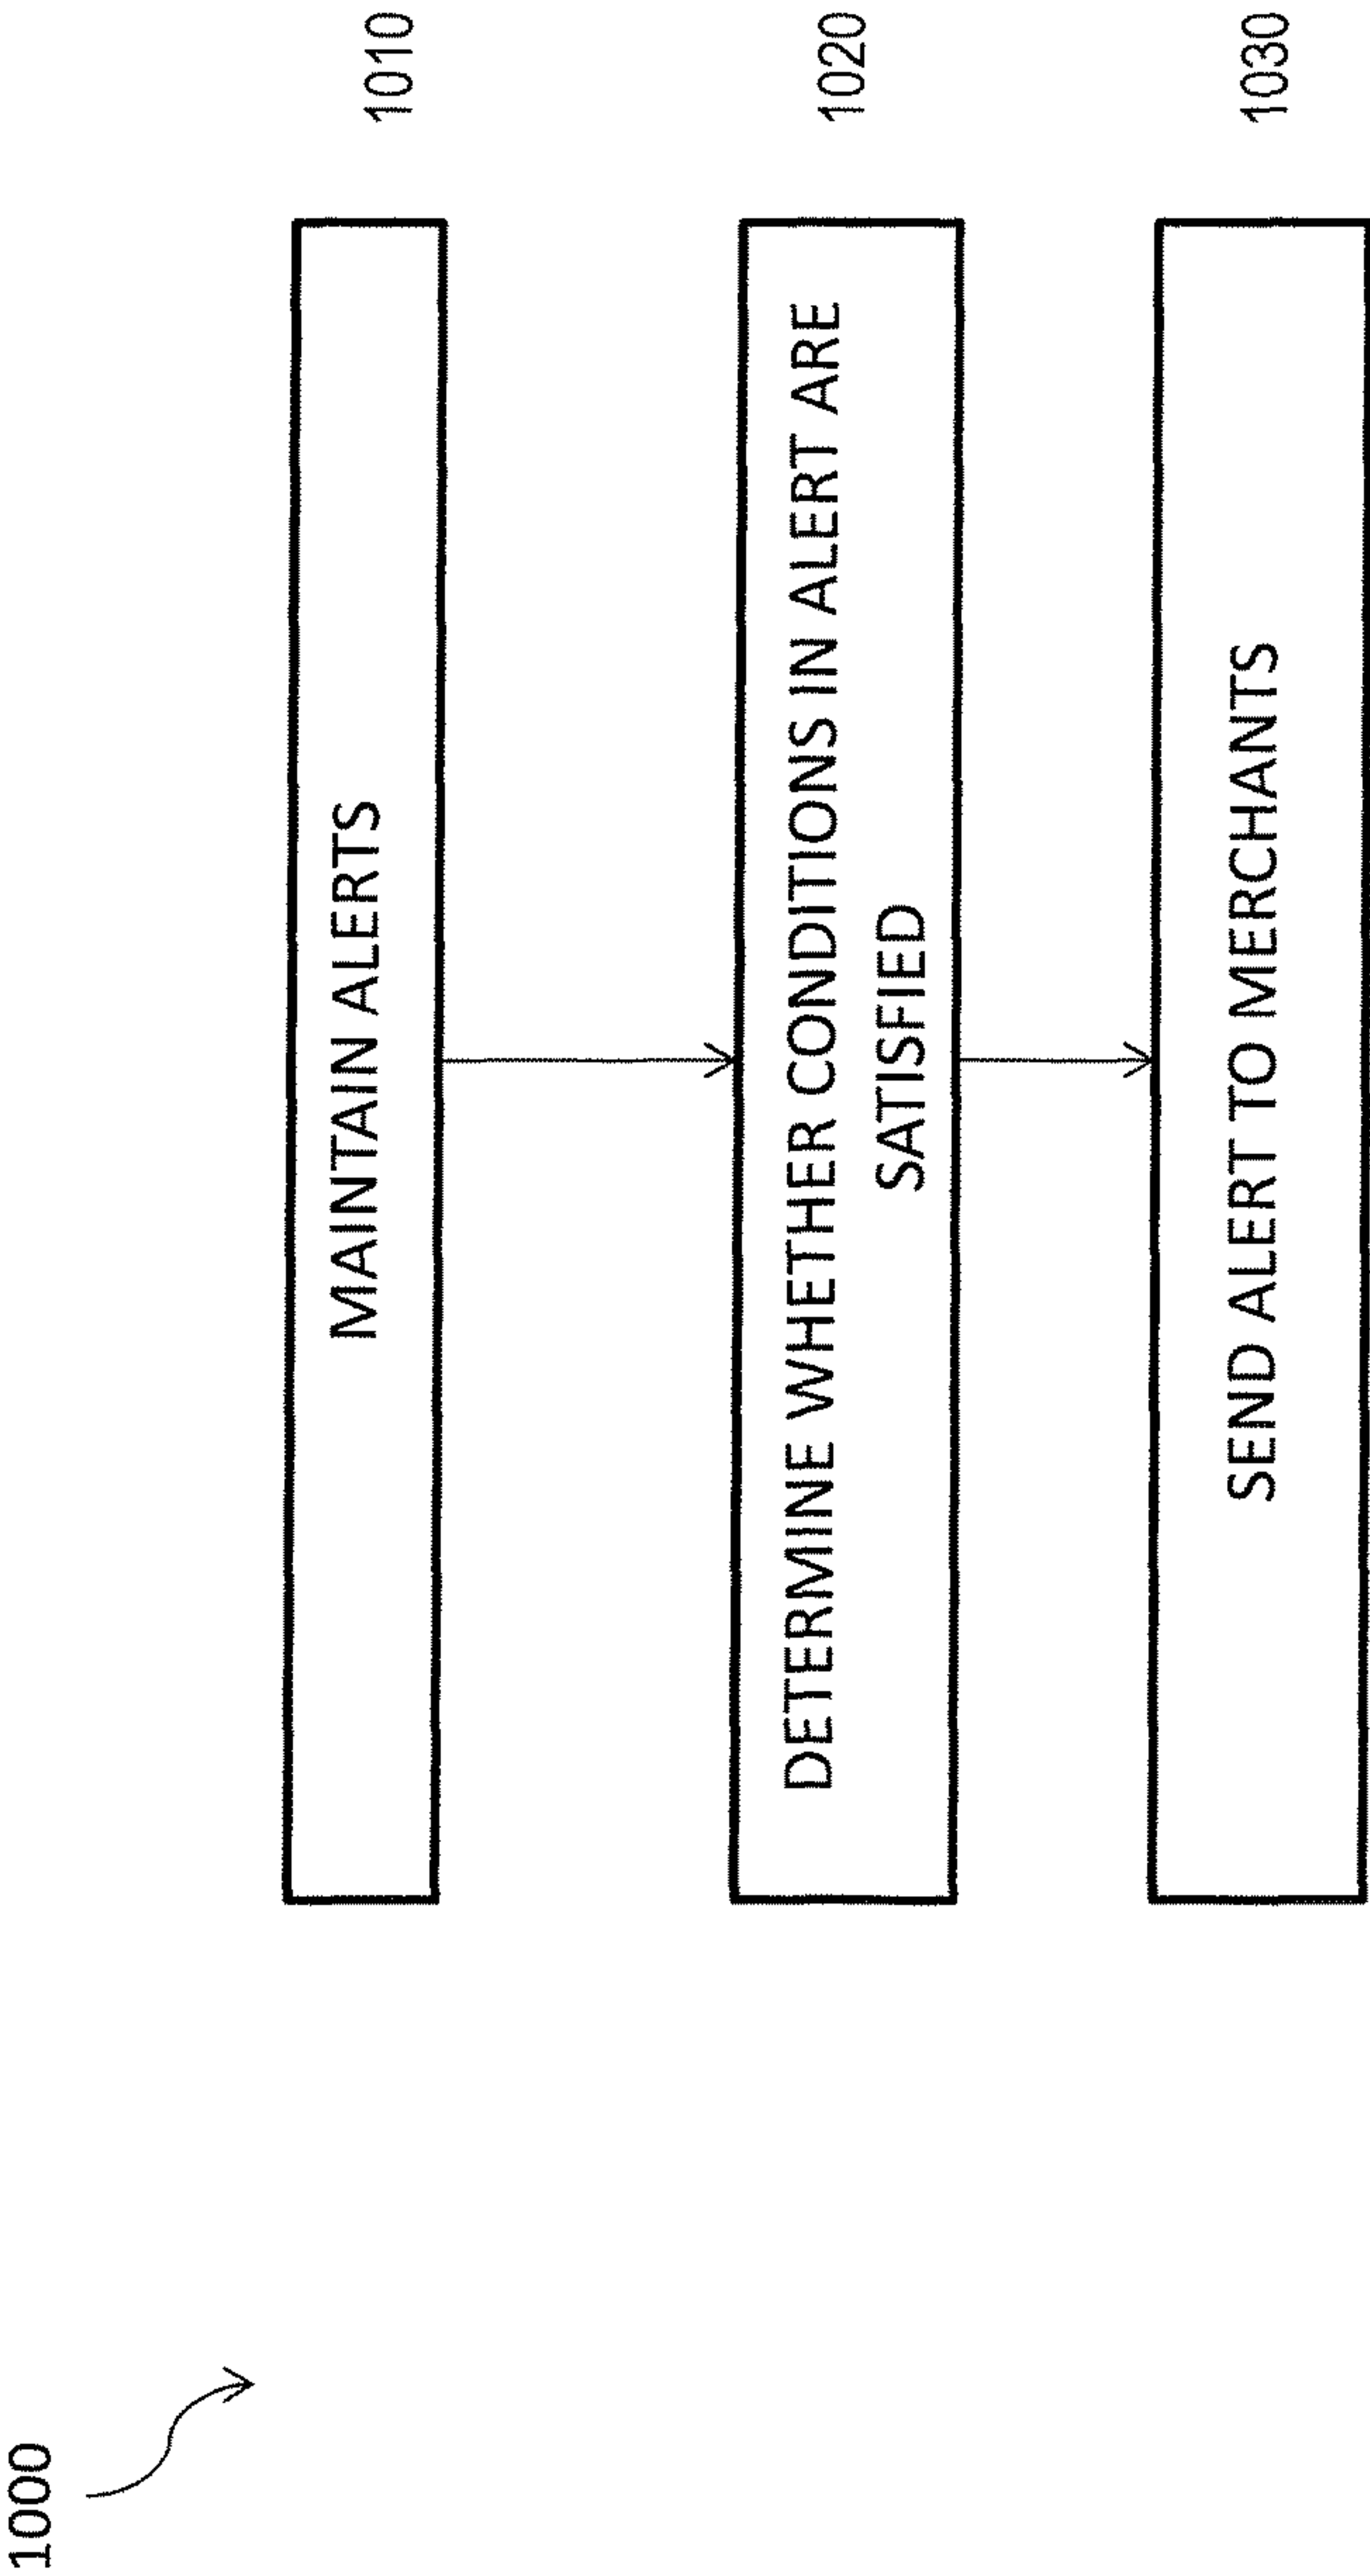 1000
MAINTAIN ALERTS
1010
DETERMINE WHETHER CONDITIONS IN ALERT ARE
SATISFIED
1020
SEND ALERT TO MERCHANTS
1030